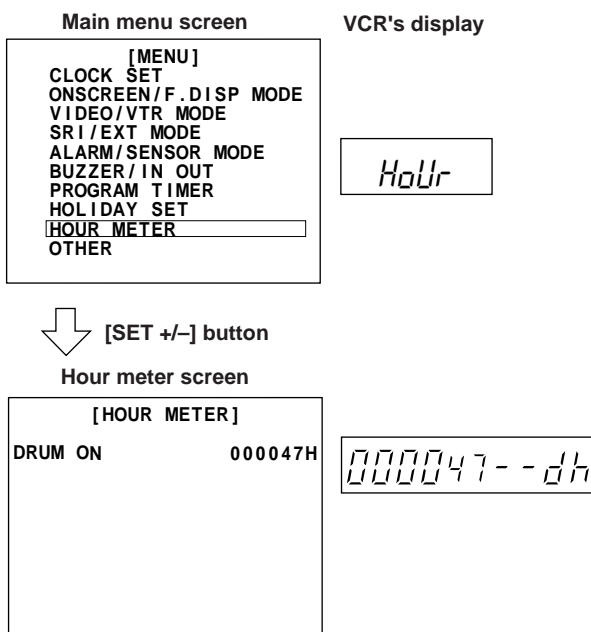 Main menu screen
VCR's display
[MENU]
CLOCK SET
ONSCREEN/F.DISP MODE
VIDEO/VTR MODE
SRI/EXT MODE
ALARM/SENSOR MODE
BUZZER/IN OUT
PROGRAM TIMER
HOLIDAY SET
HOUR METER
OTHER
HoUr
[SET +/–] button
Hour meter screen
[HOUR METER]
DRUM ON 000047H
000047--dh